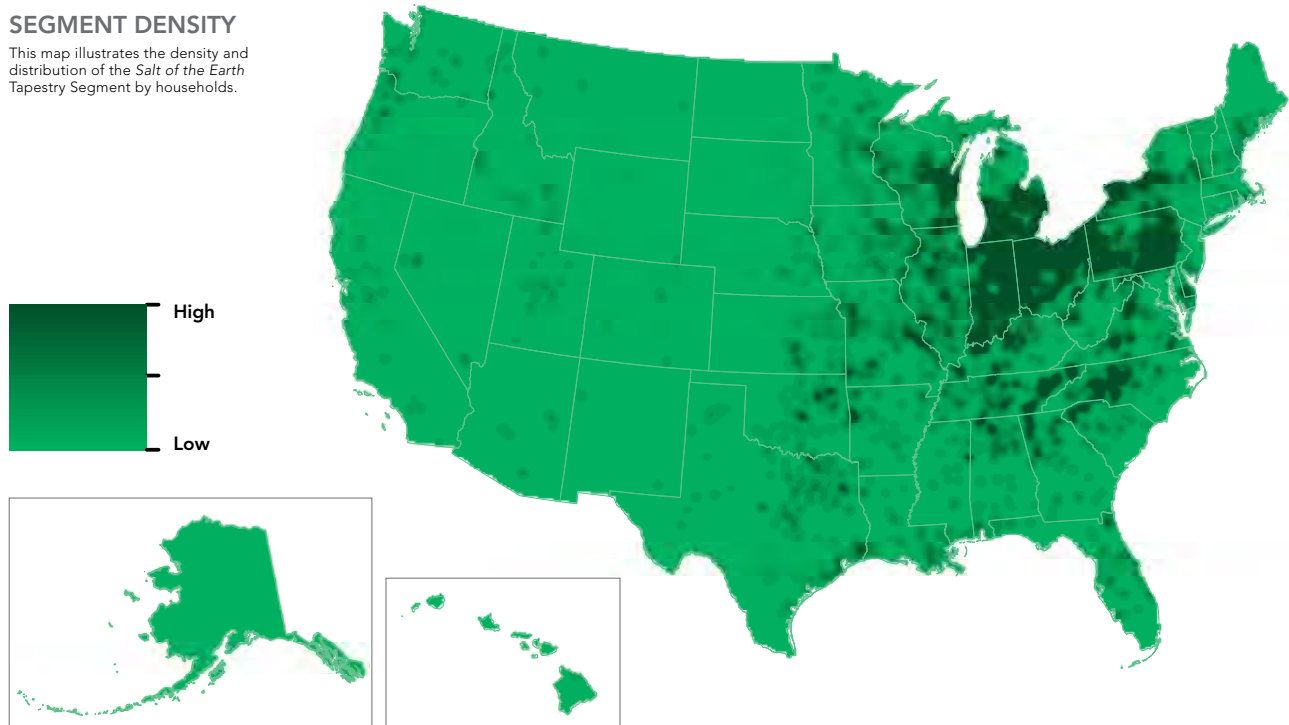 SEGMENT DENSITY
This map illustrates the density and
distribution of the Salt of the Earth
Tapestry Segment by households.
High
Low